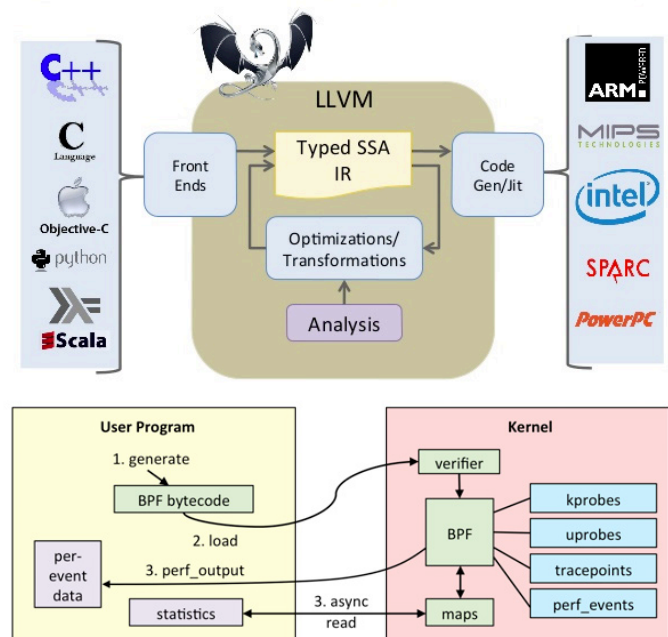 C++
C
Language
Objective-C
python
Scala
LLVM
Front
Ends
Typed SSA
IR
Code
Gen/Jit
Optimizations/
Transformations
Analysis
ARM POWERED
MIPS
TECHNOLOGIES
intel
SPARC
PowerPC
User Program
1. generate
BPF bytecode
2. load
per-
event
data
3. perf_output
statistics
3. async
read
Kernel
verifier
BPF
maps
kprobes
uprobes
tracepoints
perf_events